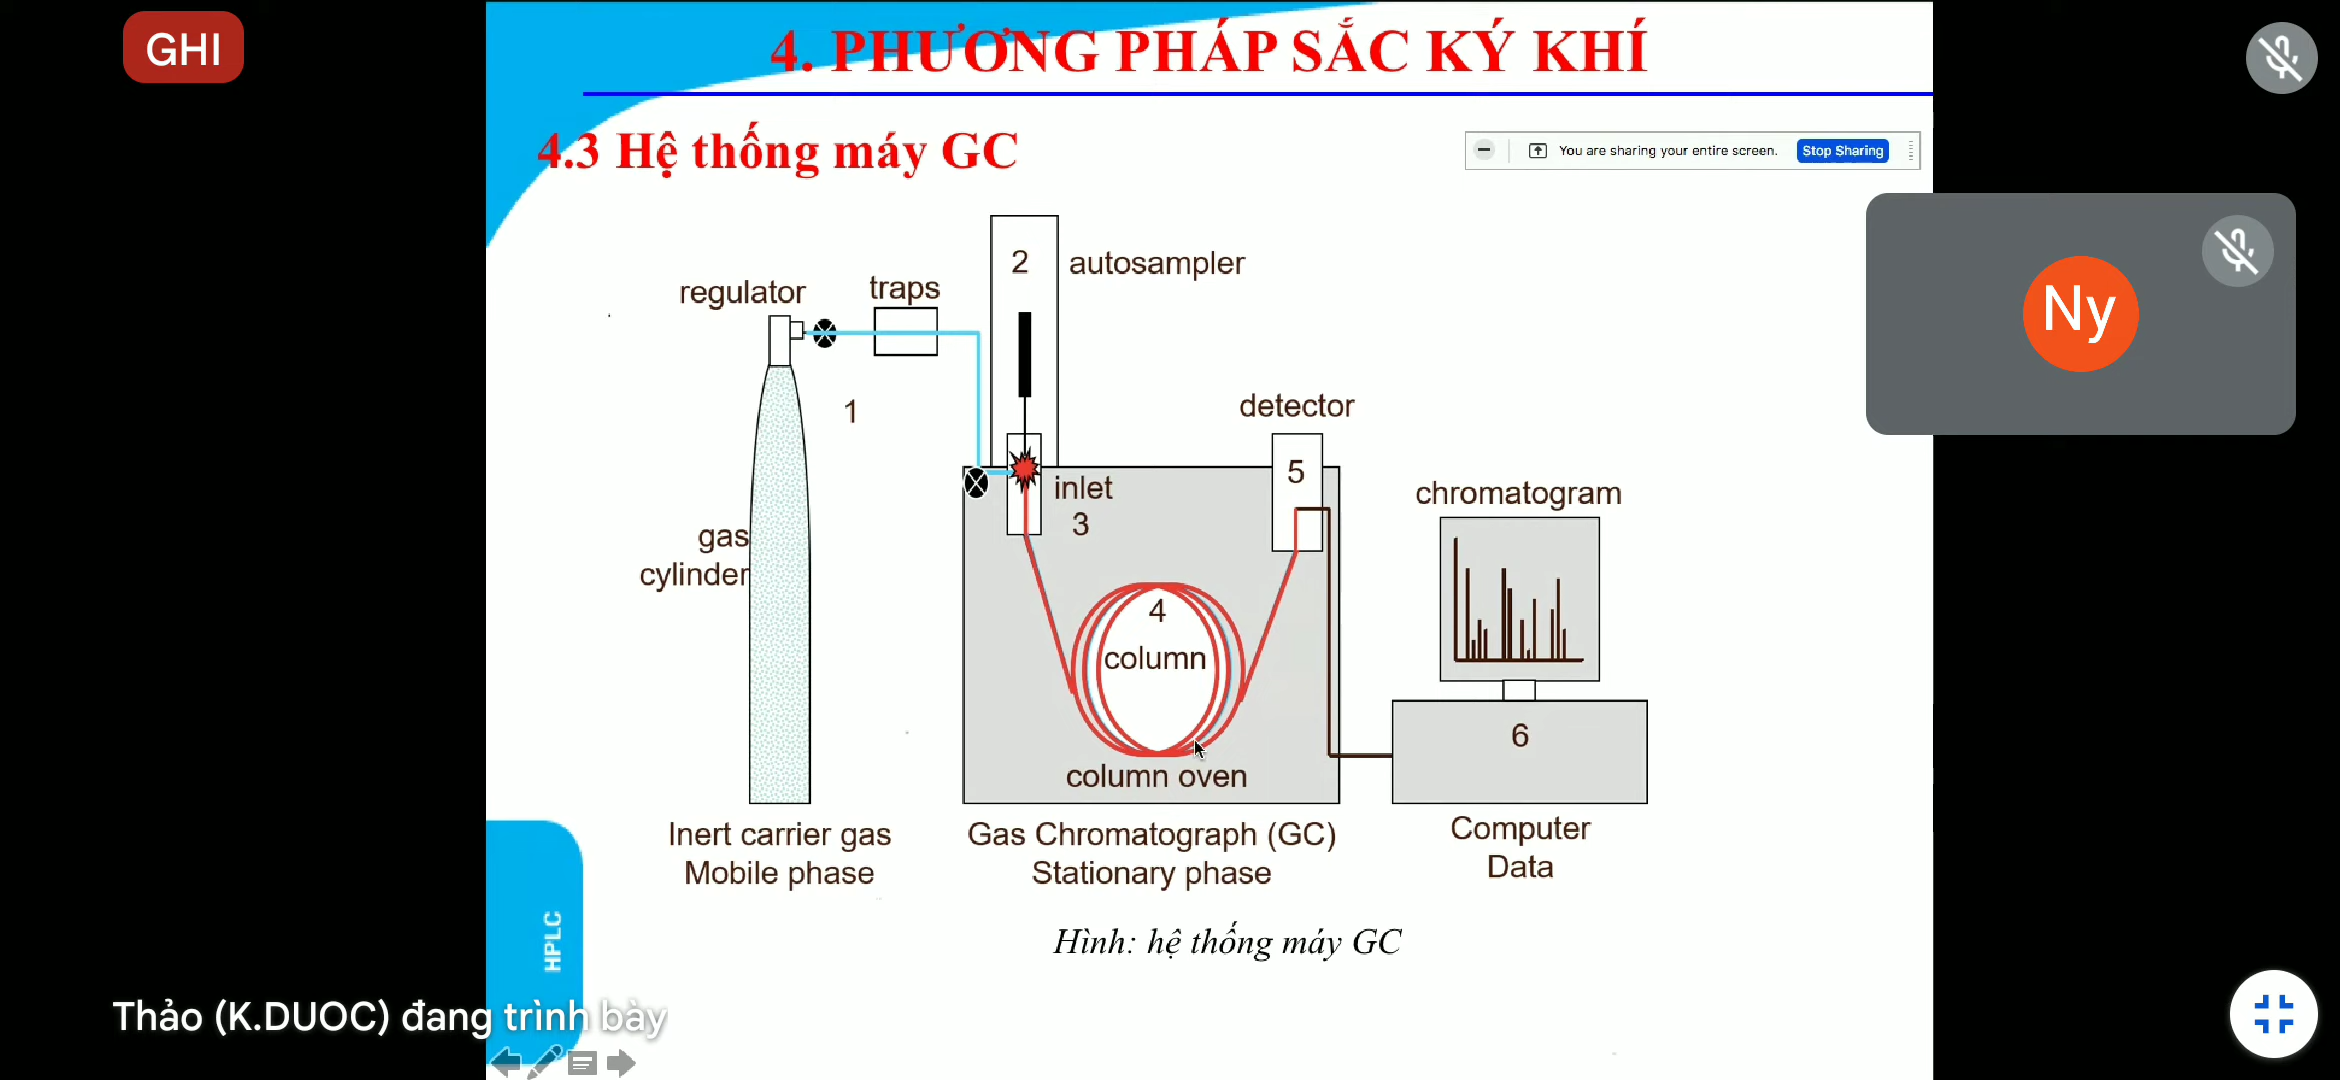 GHI
4. PHƯƠNG PHÁP SẮC KÝ KHÍ
4.3 Hệ thống máy GC
You are sharing your entire screen.
Stop Sharing
Ny
2
autosampler
regulator
traps
1
detector
5
inlet
3
chromatogram
gas
cylinder
4
column
6
column oven
Inert carrier gas
Mobile phase
Gas Chromatograph (GC)
Stationary phase
Computer
Data
Hình: hệ thống máy GC
HPLC
Thảo (K.DUOC) đang trình bày